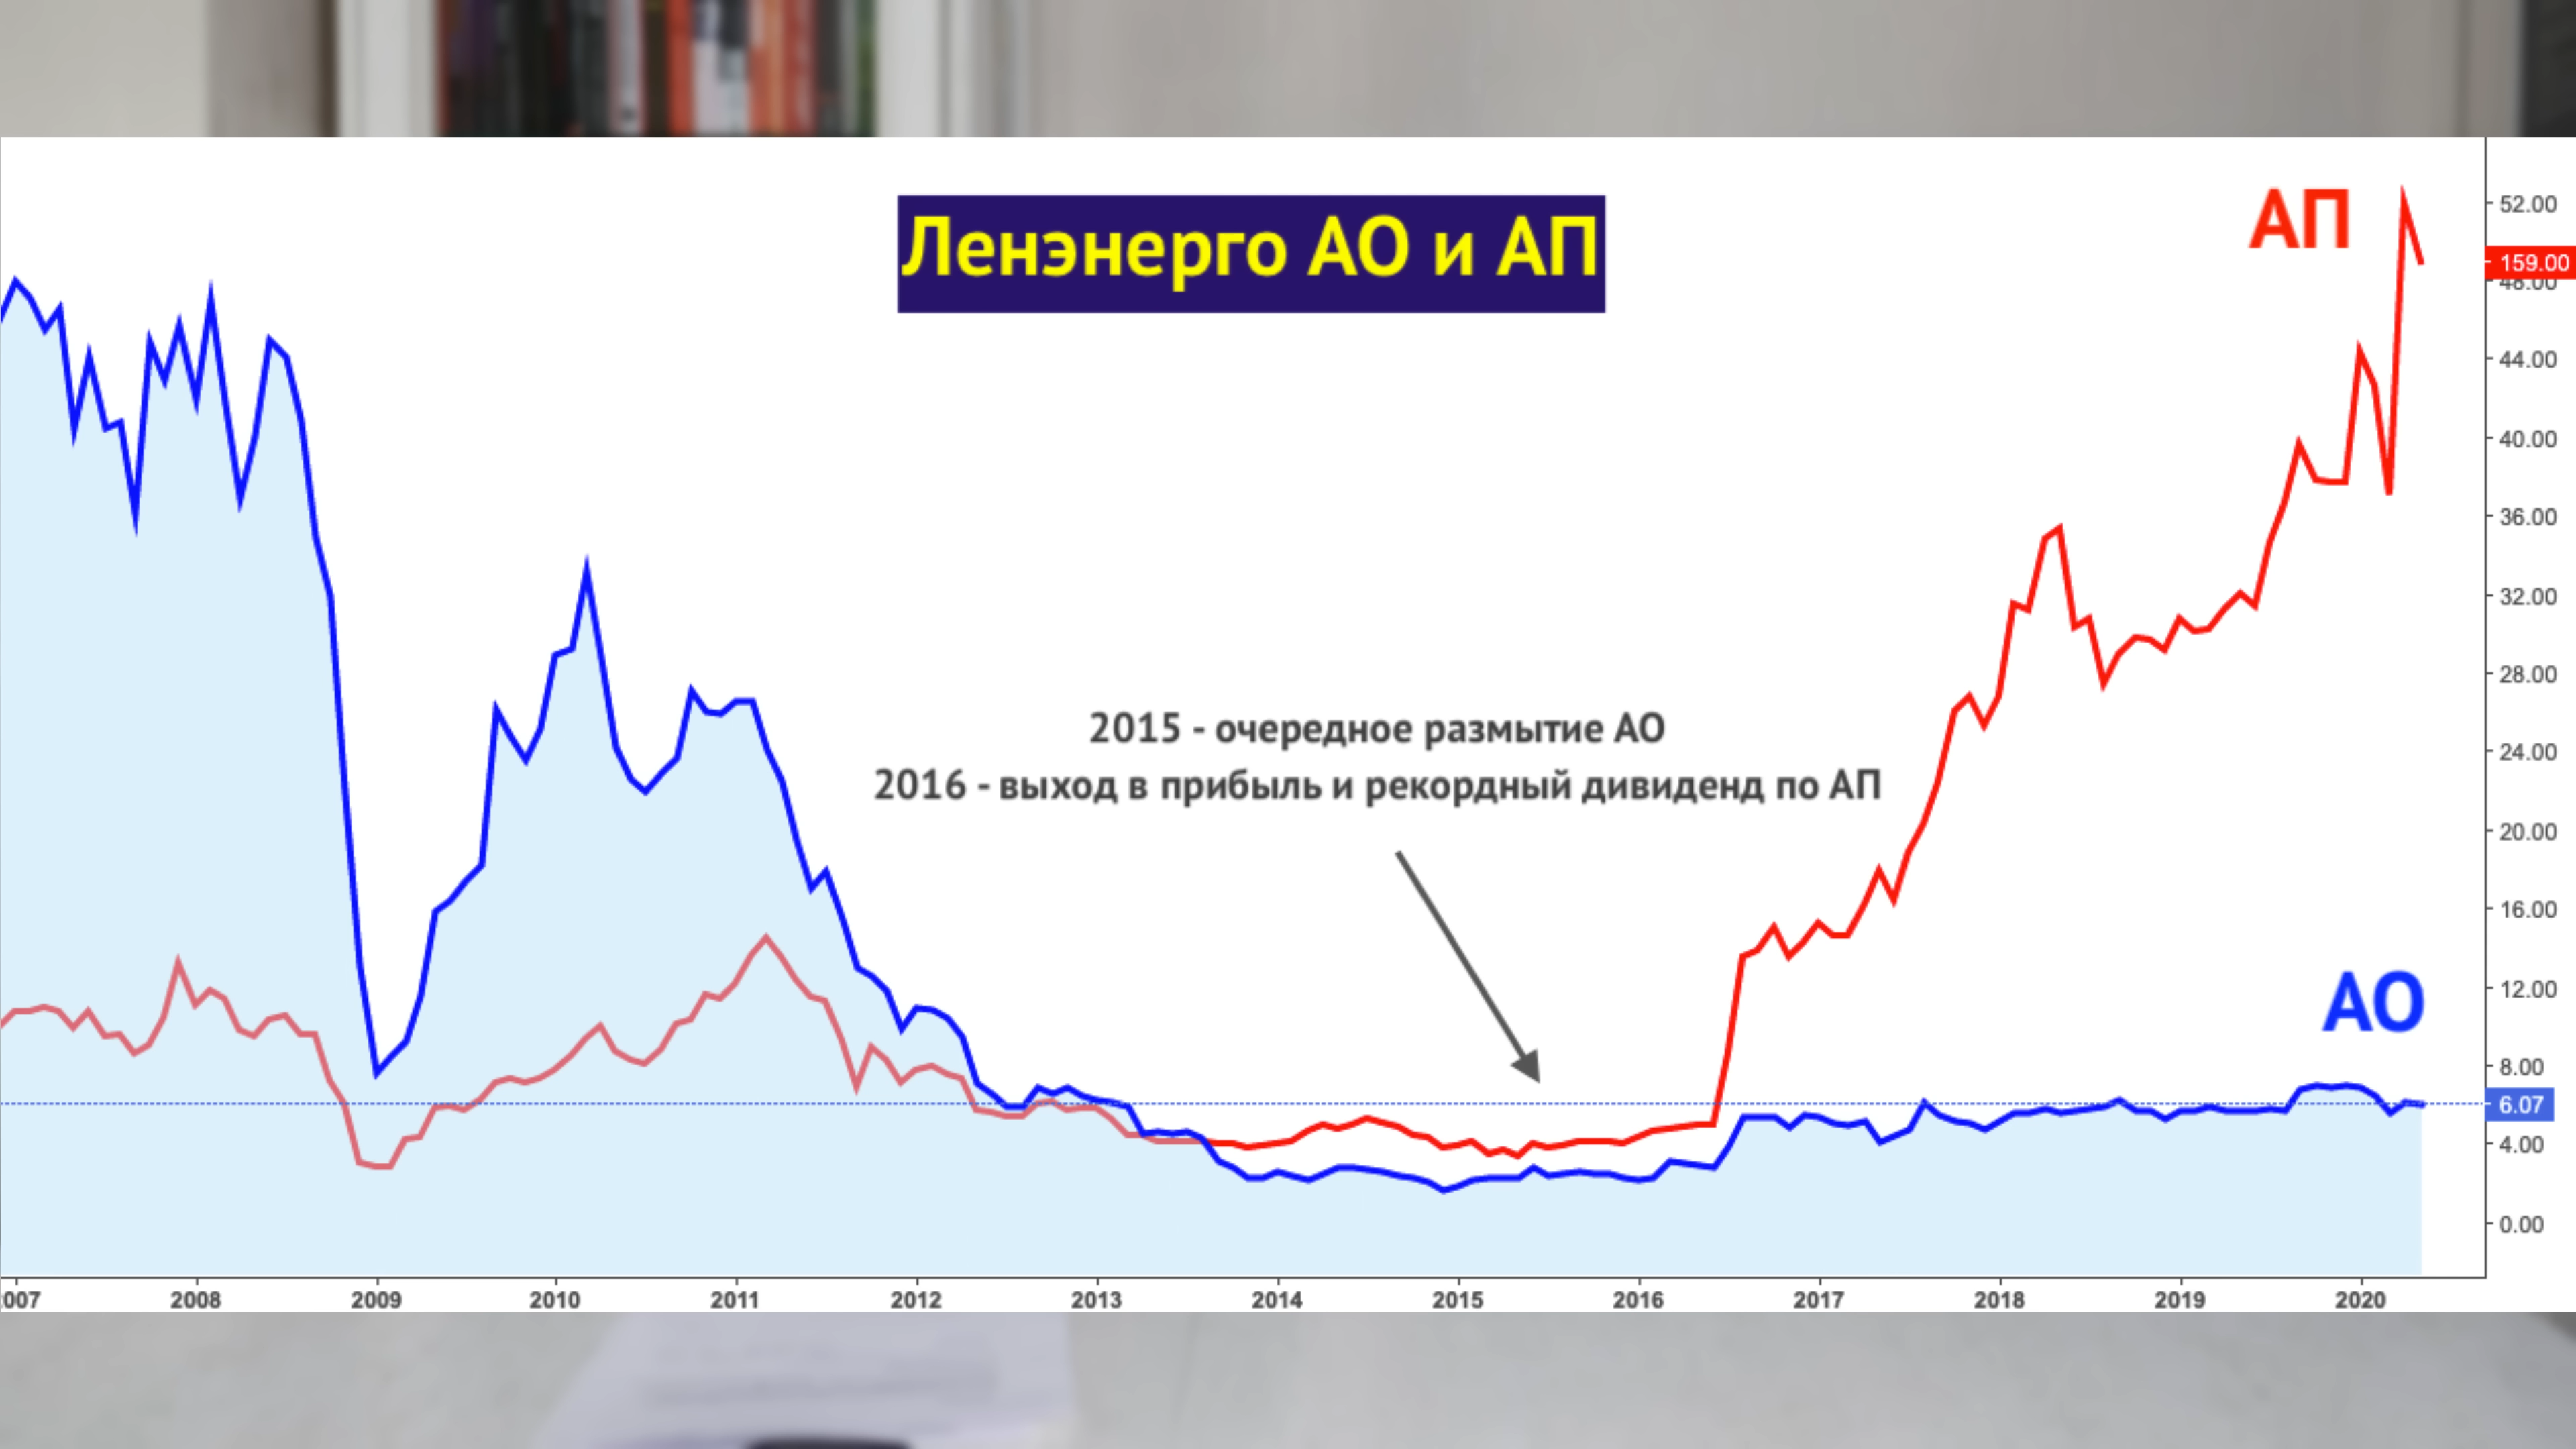 Ленэнерго АО и АП
АП
52.00
159.00
48.00
44.00
40.00
36.00
32.00
28.00
2015 - очередное размытие АО
24.00
2016 - выход в прибыль и рекордный дивиденд по АП
20.00
16.00
АО
12.00
8.00
6.07
4.00
0.00
007 2008 2009 2010 2011 2012 2013 2014 2015 2016 2017 2018 2019 2020